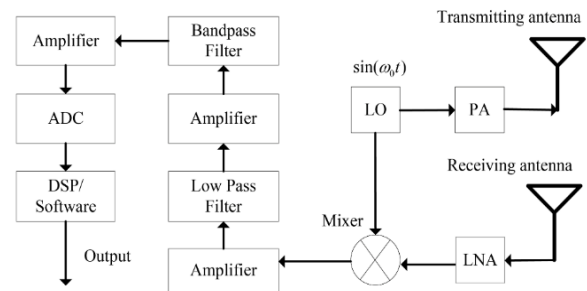 Transmitting antenna
Amplifier
Bandpass
Filter
sin(ω₀t)
ADC
Amplifier
LO
PA
Receiving antenna
DSP/
Software
Low Pass
Filter
Mixer
Output
Amplifier
LNA